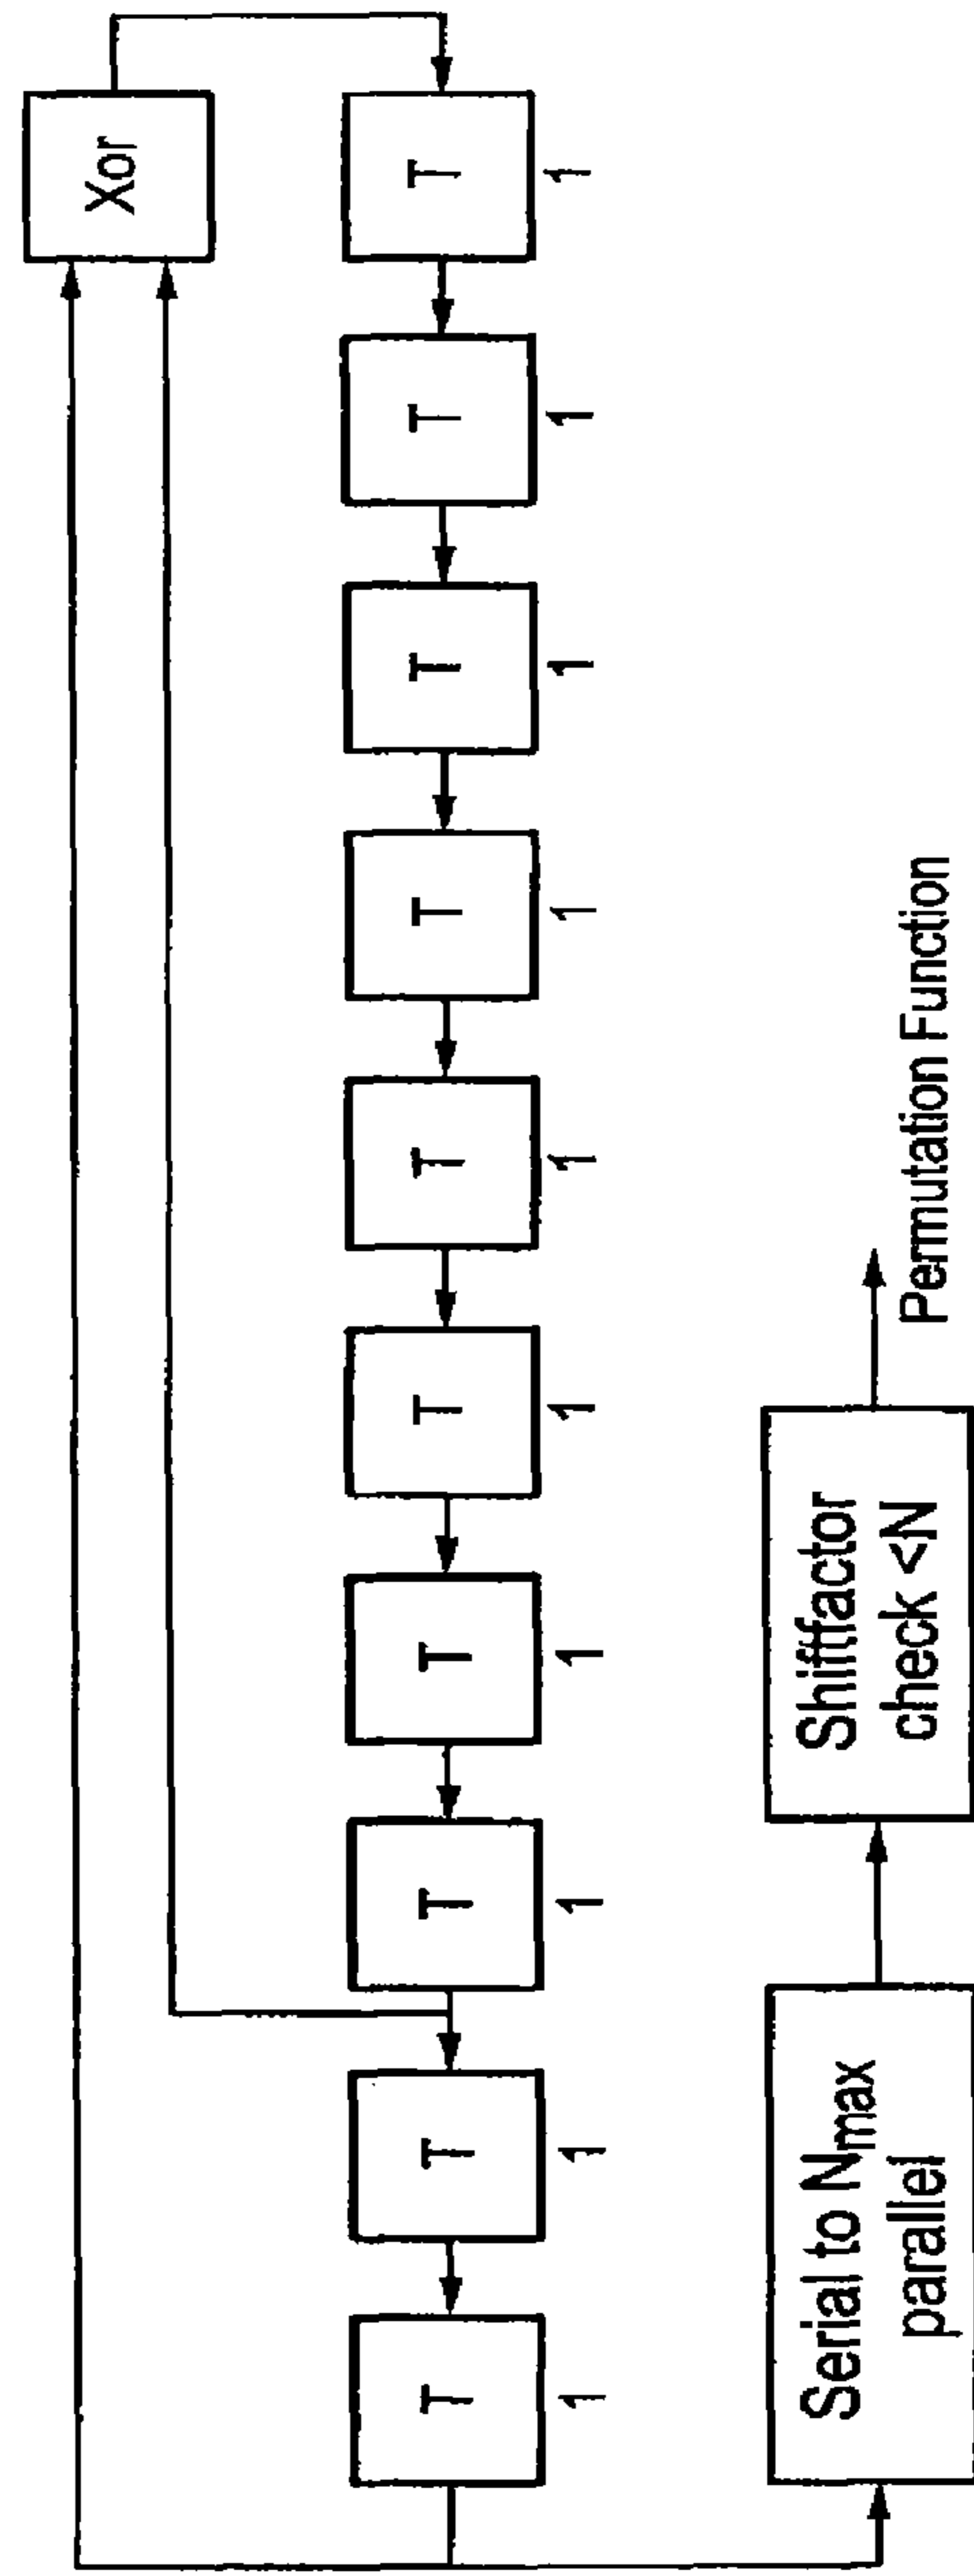 Xor
T T T T T T T T T T
1 1 1 1 1 1 1 1 1 1
Serial to Nmax
parallel
Shiftfactor
check <N
Permutation Function